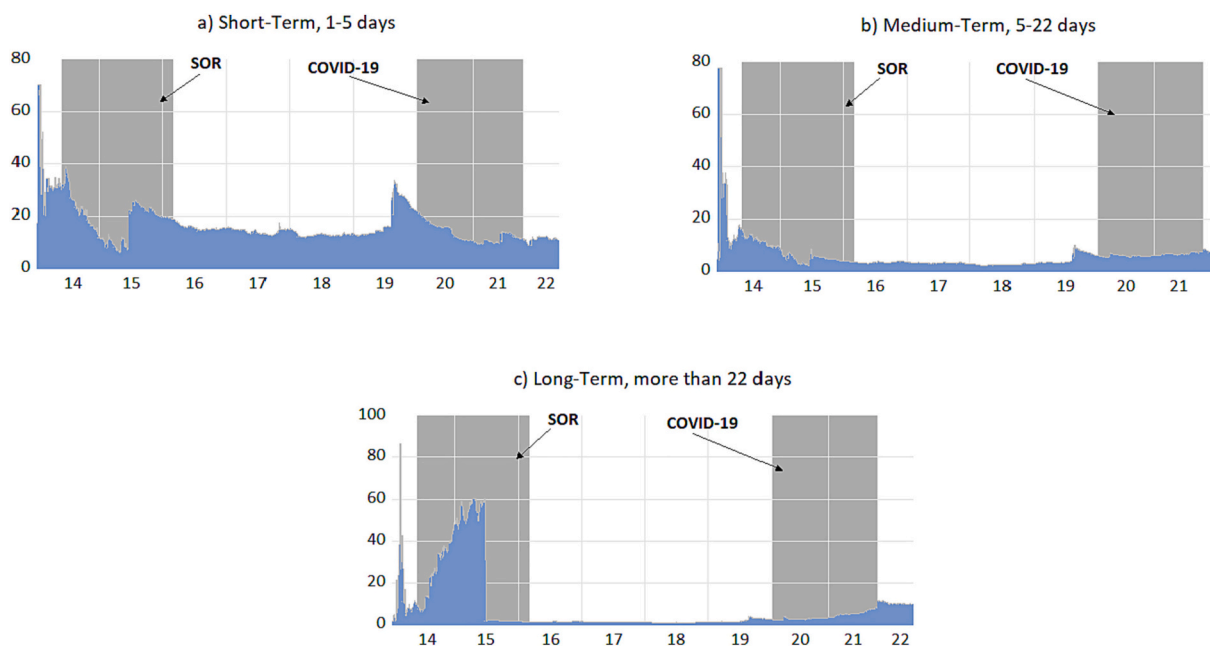 a) Short-Term, 1-5 days
80
60
40
20
0
SOR
COVID-19
14 15 16 17 18 19 20 21 22
b) Medium-Term, 5-22 days
80
60
40
20
0
SOR
COVID-19
14 15 16 17 18 19 20 21
c) Long-Term, more than 22 days
100
80
60
40
20
0
SOR
COVID-19
14 15 16 17 18 19 20 21 22